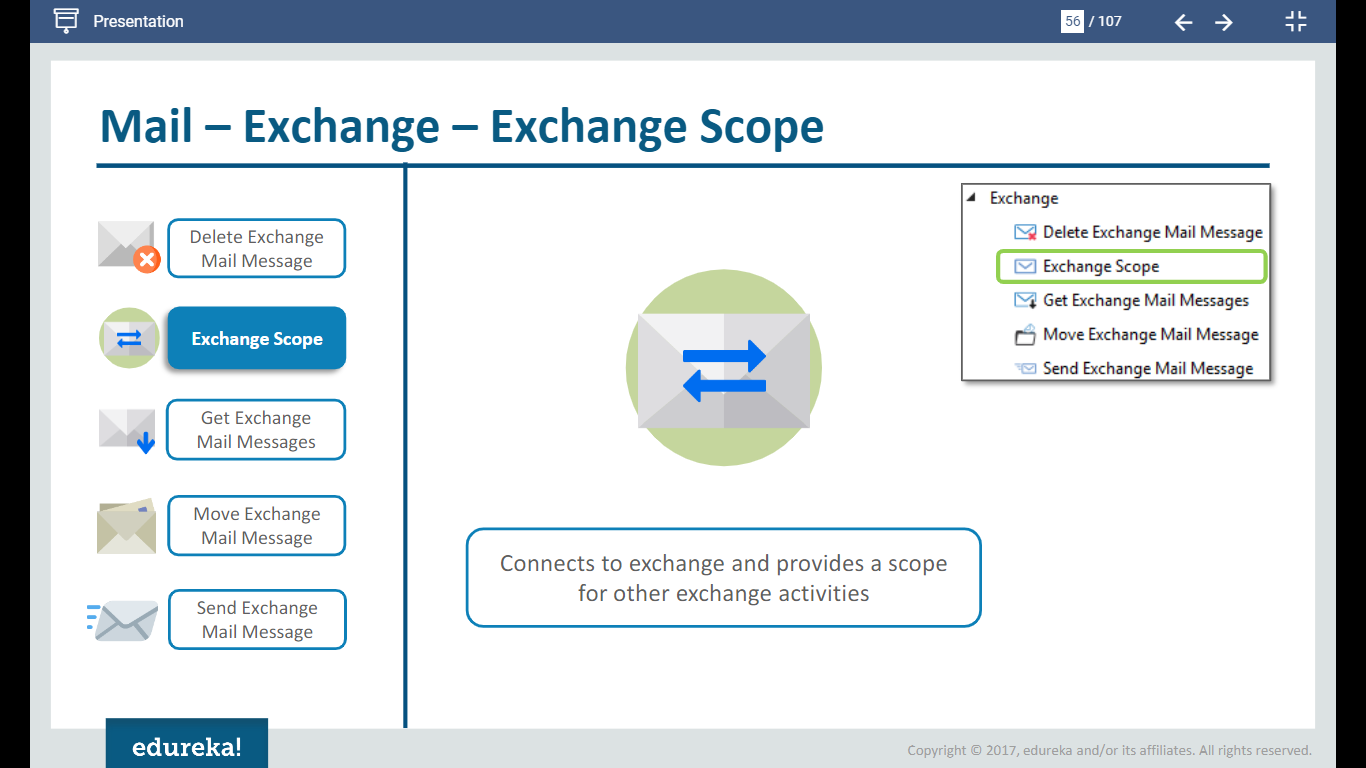 Presentation
56 / 107
Mail – Exchange – Exchange Scope
Delete Exchange
Mail Message
Exchange Scope
Get Exchange
Mail Messages
Move Exchange
Mail Message
Send Exchange
Mail Message
Connects to exchange and provides a scope
for other exchange activities
Exchange
Delete Exchange Mail Message
Exchange Scope
Get Exchange Mail Messages
Move Exchange Mail Message
Send Exchange Mail Message
edureka!
Copyright © 2017, edureka and/or its affiliates. All rights reserved.